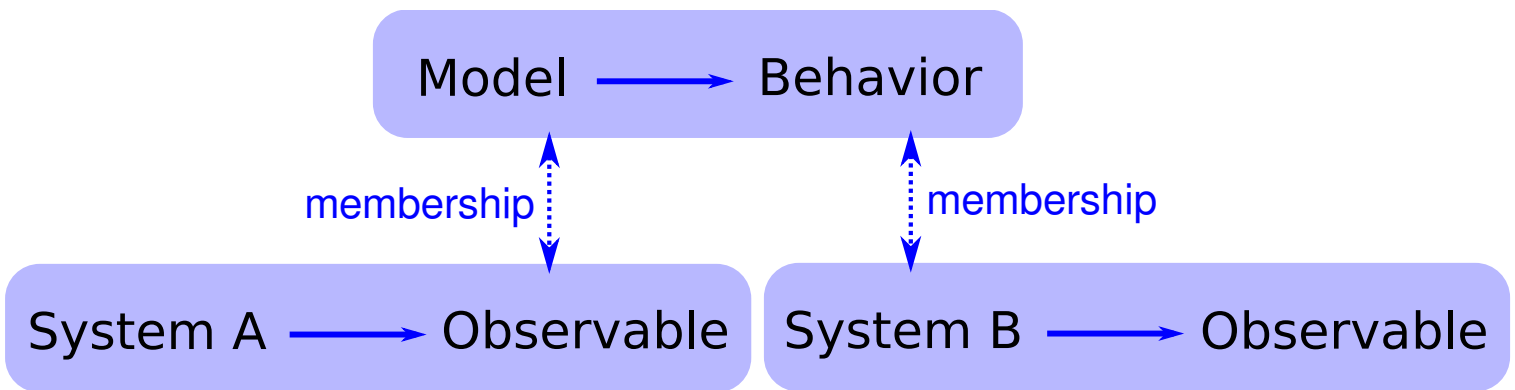 Model Behavior
membership
membership
System A Observable
System B Observable